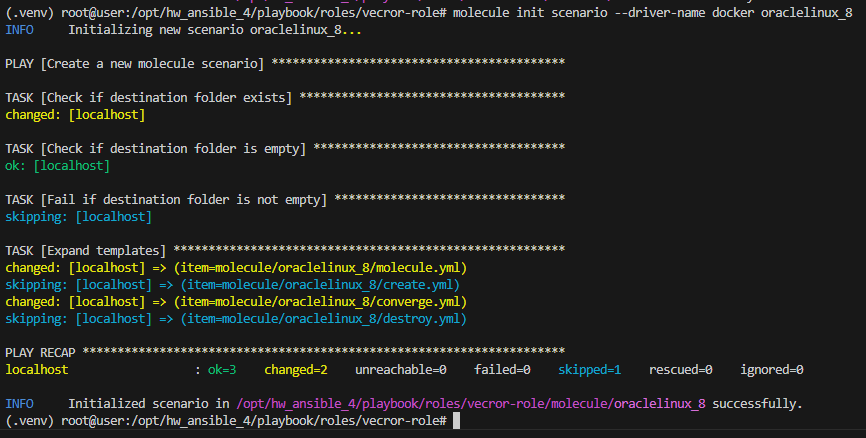 (.venv) root@user:/opt/hw_ansible_4/playbook/roles/vecror-role# molecule init scenario --driver-name docker oraclelinux_8
INFO     Initializing new scenario oraclelinux_8...

PLAY [Create a new molecule scenario] ******************************************

TASK [Check if destination folder exists] **************************************
changed: [localhost]

TASK [Check if destination folder is empty] ************************************
ok: [localhost]

TASK [Fail if destination folder is not empty] *********************************
skipping: [localhost]

TASK [Expand templates] ********************************************************
changed: [localhost] => (item=molecule/oraclelinux_8/molecule.yml)
skipping: [localhost] => (item=molecule/oraclelinux_8/create.yml)
changed: [localhost] => (item=molecule/oraclelinux_8/converge.yml)
skipping: [localhost] => (item=molecule/oraclelinux_8/destroy.yml)

PLAY RECAP *********************************************************************
localhost                  : ok=3    changed=2    unreachable=0    failed=0    skipped=1    rescued=0    ignored=0

INFO     Initialized scenario in /opt/hw_ansible_4/playbook/roles/vecror-role/molecule/oraclelinux_8 successfully.
(.venv) root@user:/opt/hw_ansible_4/playbook/roles/vecror-role#